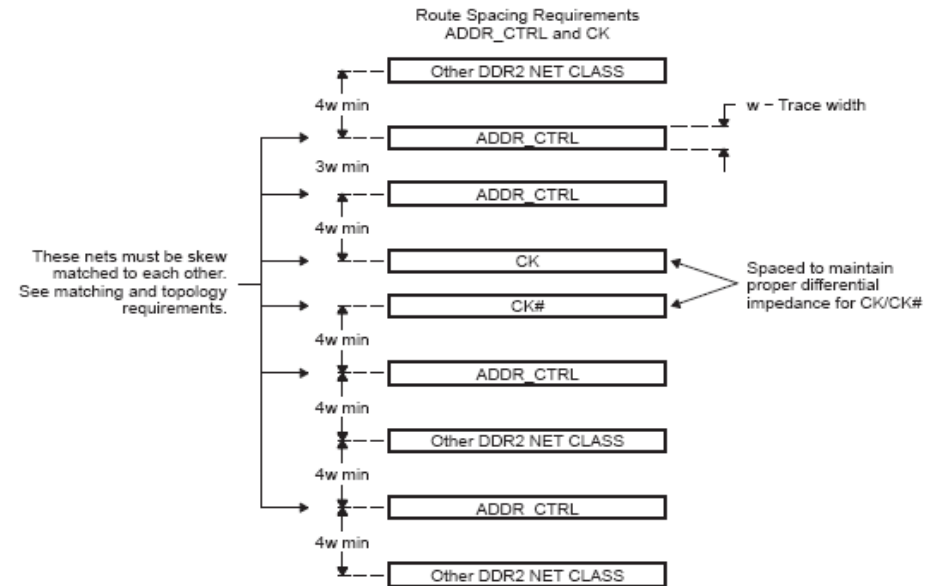 Route Spacing Requirements
ADDR_CTRL and CK
Other DDR2 NET CLASS
4w min
w – Trace width
ADDR_CTRL
3w min
ADDR_CTRL
4w min
These nets must be skew
matched to each other.
See matching and topology
requirements.
CK
Spaced to maintain
proper differential
impedance for CK/CK#
CK#
4w min
ADDR_CTRL
4w min
Other DDR2 NET CLASS
4w min
ADDR_CTRL
4w min
Other DDR2 NET CLASS